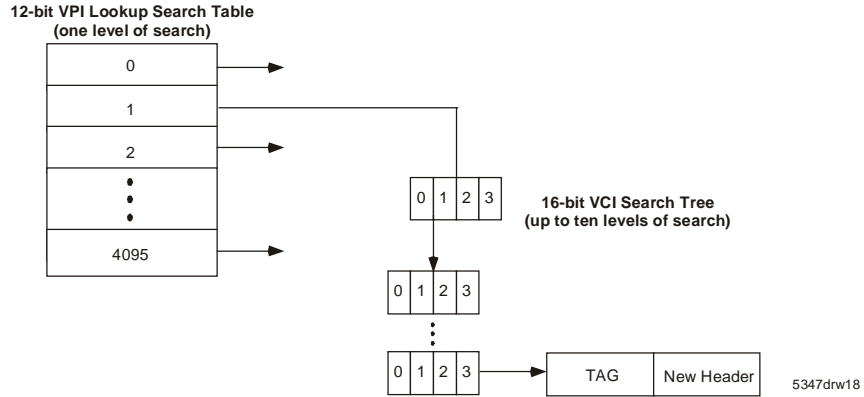 12-bit VPI Lookup Search Table
(one level of search)
0
1
2
4095
0 1 2 3
16-bit VCI Search Tree
(up to ten levels of search)
0 1 2 3
0 1 2 3
TAG New Header
5347drw18